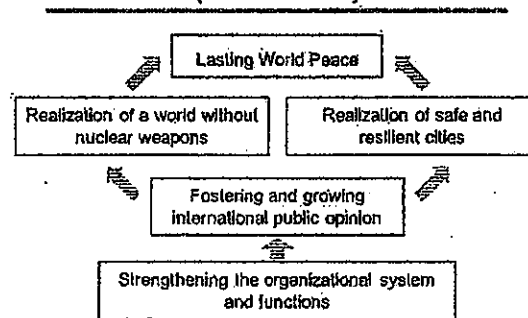 Lasting World Peace
Realization of a world without
nuclear weapons
Realization of safe and
resilient cities
Fostering and growing
international public opinion
Strengthening the organizational system
and functions